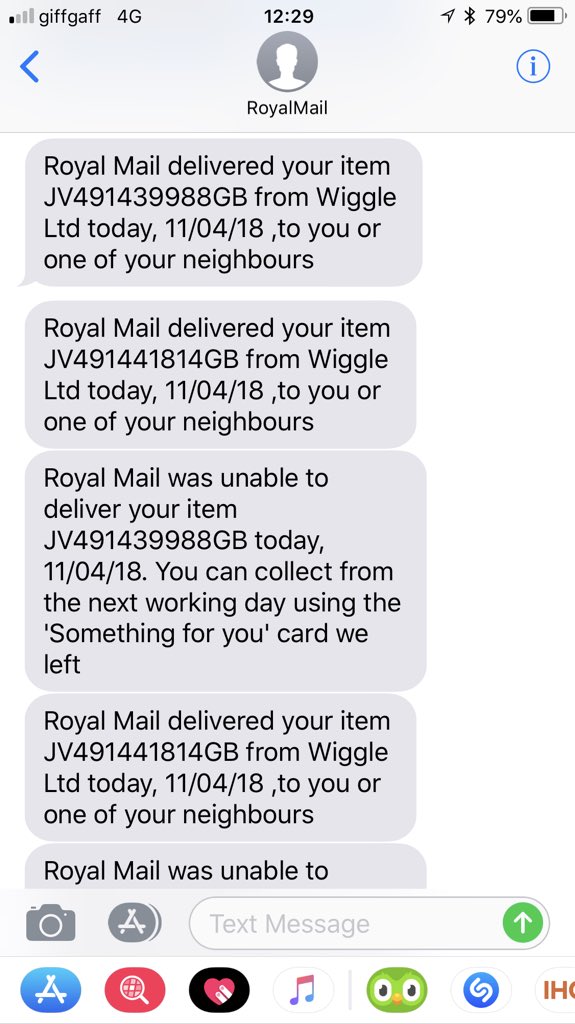 giffgaff 4G 12:29 79%
RoyalMail
Royal Mail delivered your item
JV491439988GB from Wiggle
Ltd today, 11/04/18 ,to you or
one of your neighbours
Royal Mail delivered your item
JV491441814GB from Wiggle
Ltd today, 11/04/18 ,to you or
one of your neighbours
Royal Mail was unable to
deliver your item
JV491439988GB today,
11/04/18. You can collect from
the next working day using the
'Something for you' card we
left
Royal Mail delivered your item
JV491441814GB from Wiggle
Ltd today, 11/04/18 ,to you or
one of your neighbours
Royal Mail was unable to
Text Message